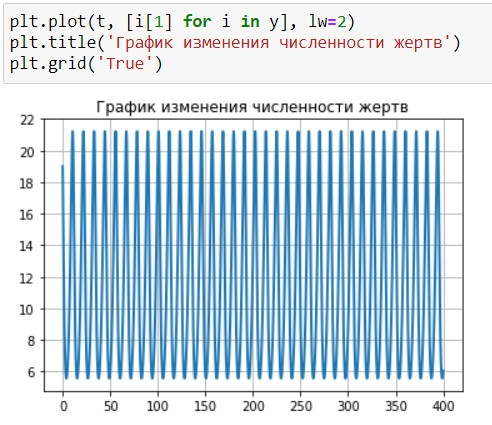 plt.plot(t, [i[1] for i in y], lw=2)
plt.title('График изменения численности жертв')
plt.grid('True')
График изменения численности жертв
22
20
18
16
14
12
10
8
6
0 50 100 150 200 250 300 350 400